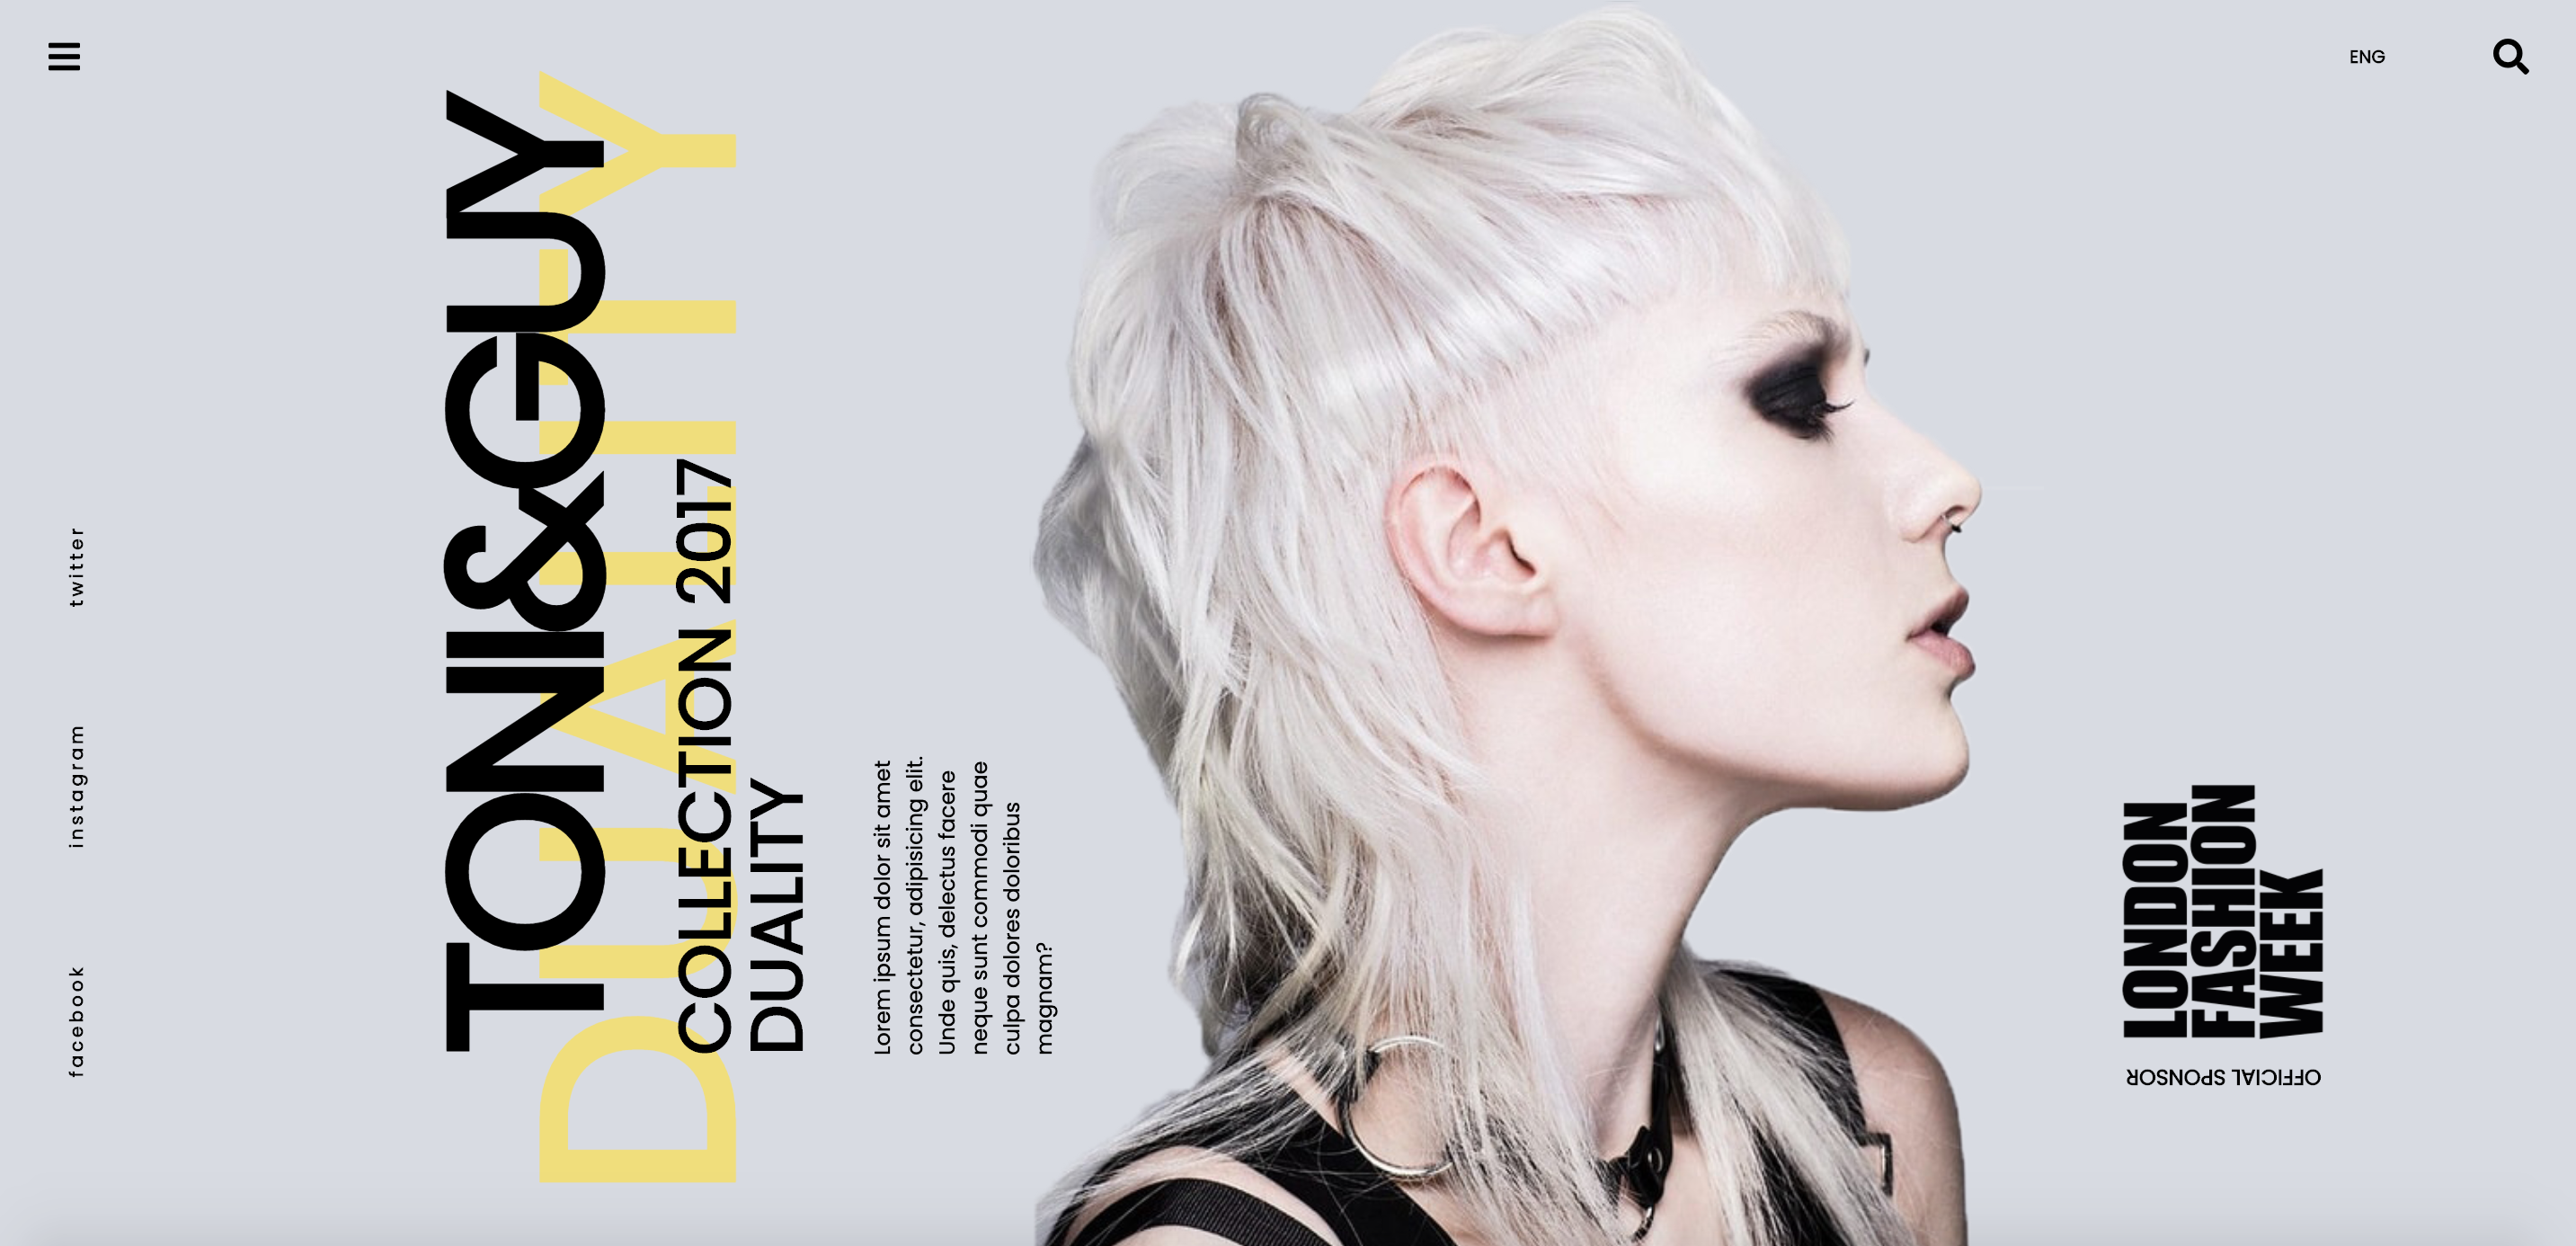 ENG
twitter
instagram
facebook
TONI&GUY
DUALITY
COLLECTION 2017
DUALITY
Lorem ipsum dolor sit amet
consectetur, adipisicing elit.
Unde quis, delectus facere
neque sunt commodi quae
culpa dolores doloribus
magnam?
LONDON
FASHION
WEEK
OFFICIAL SPONSOR